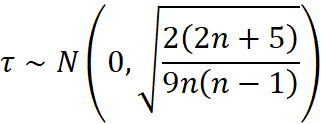 τ ~ N(0, √(2(2n + 5)/9n(n − 1)))